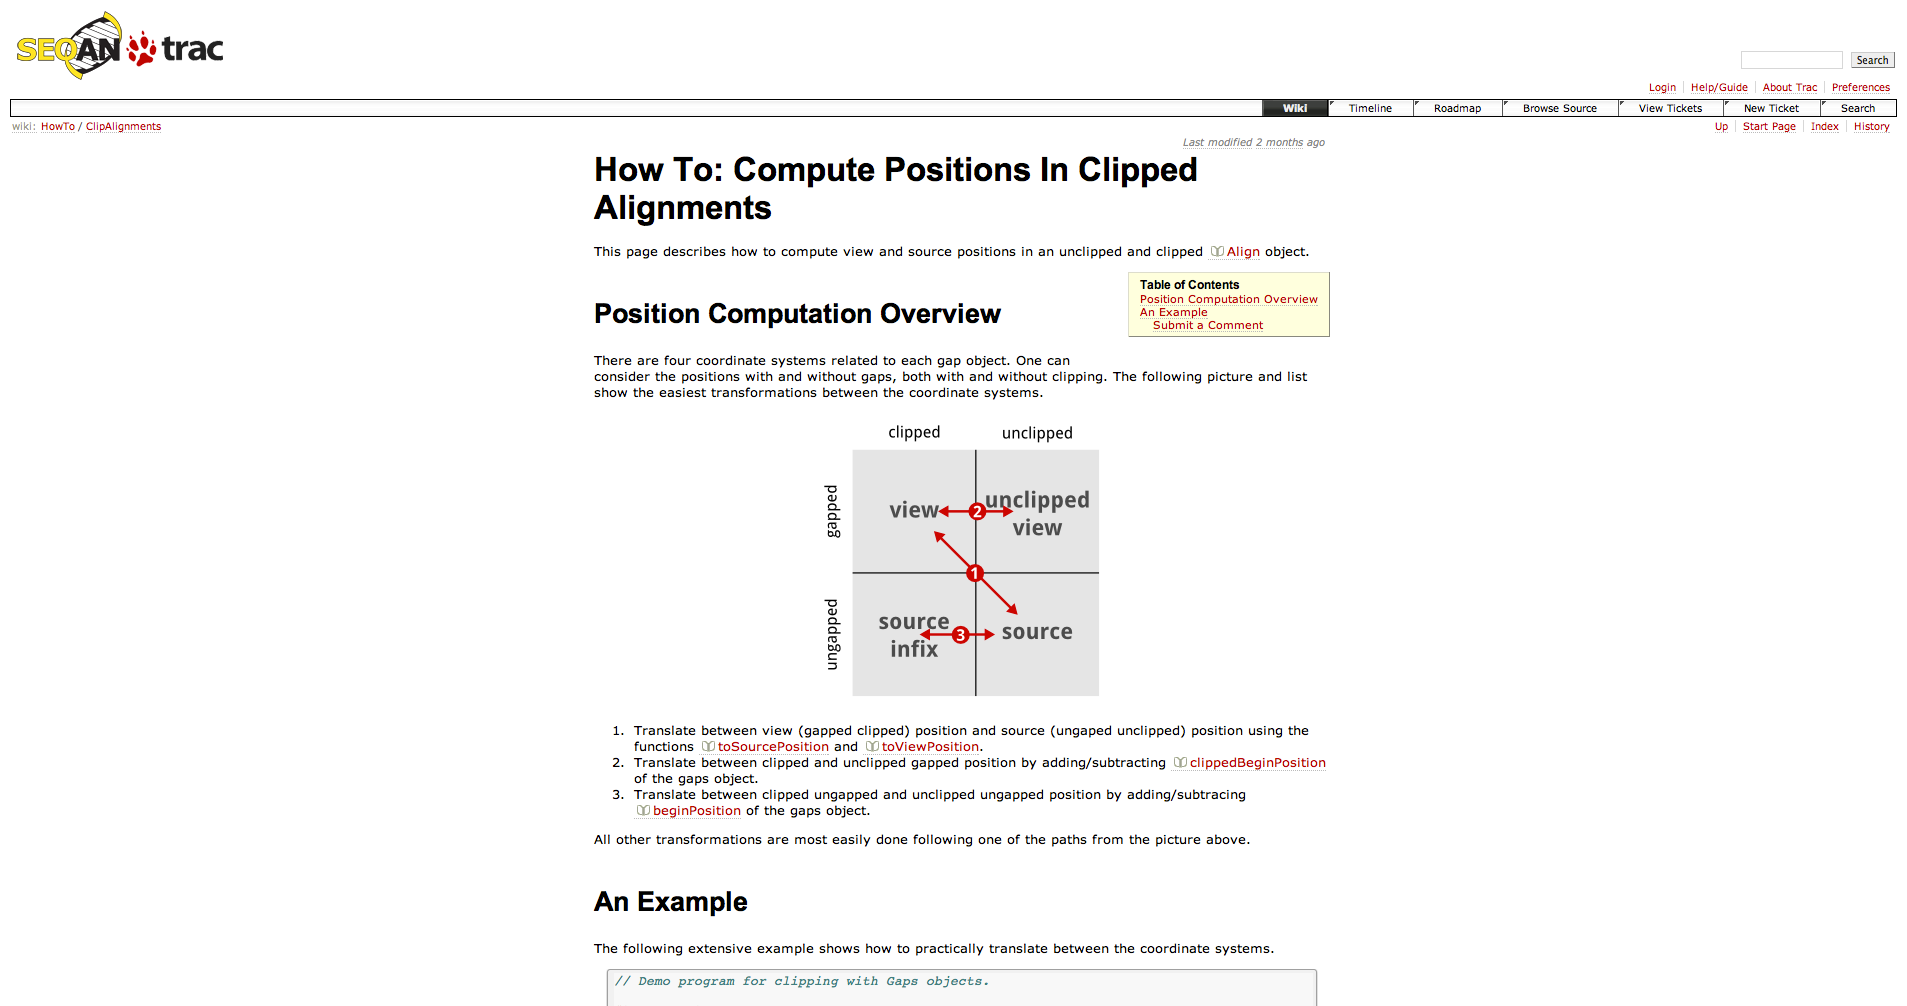 SEQAN trac
Search
Login Help/Guide About Trac Preferences
Wiki Timeline Roadmap Browse Source View Tickets New Ticket Search
wiki: HowTo / ClipAlignments
Up Start Page Index History
Last modified 2 months ago
How To: Compute Positions In Clipped
Alignments
This page describes how to compute view and source positions in an unclipped and clipped Align object.
Table of Contents
Position Computation Overview
An Example
Submit a Comment
Position Computation Overview
There are four coordinate systems related to each gap object. One can
consider the positions with and without gaps, both with and without clipping. The following picture and list
show the easiest transformations between the coordinate systems.
clipped unclipped
gapped
view 2 unclipped
view
1
ungapped
source
infix 3 source
1. Translate between view (gapped clipped) position and source (ungaped unclipped) position using the
functions toSourcePosition and toViewPosition.
2. Translate between clipped and unclipped gapped position by adding/subtracting clippedBeginPosition
of the gaps object.
3. Translate between clipped ungapped and unclipped ungapped position by adding/subtracing
beginPosition of the gaps object.
All other transformations are most easily done following one of the paths from the picture above.
An Example
The following extensive example shows how to practically translate between the coordinate systems.
// Demo program for clipping with Gaps objects.